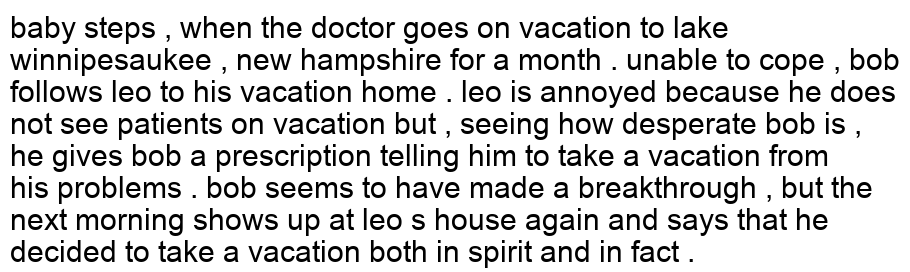 baby steps , when the doctor goes on vacation to lake
winnipesaukee , new hampshire for a month . unable to cope , bob
follows leo to his vacation home . leo is annoyed because he does
not see patients on vacation but , seeing how desperate bob is ,
he gives bob a prescription telling him to take a vacation from
his problems . bob seems to have made a breakthrough , but the
next morning shows up at leo s house again and says that he
decided to take a vacation both in spirit and in fact .